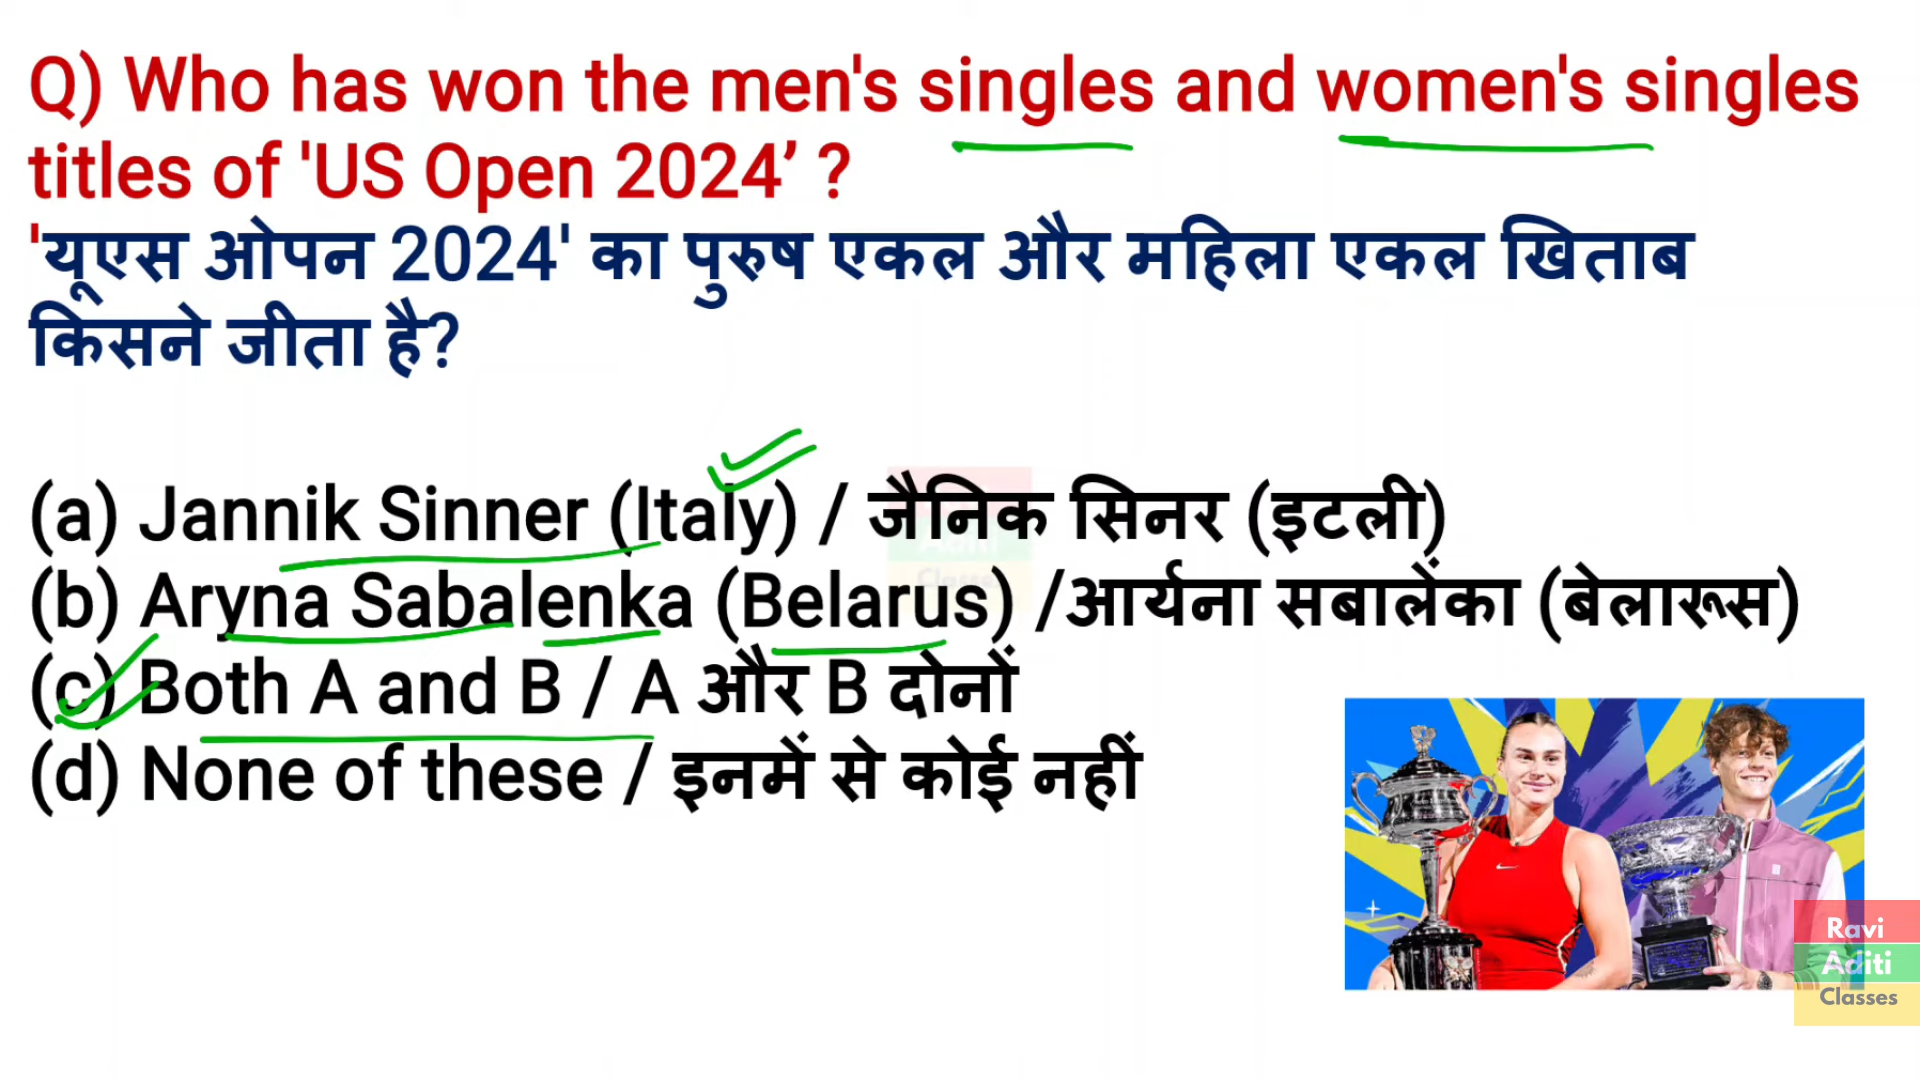 Q) Who has won the men's singles and women's singles
titles of 'US Open 2024’ ?
'यूएस ओपन 2024' का पुरुष एकल और महिला एकल खिताब
किसने जीता है?
(a) Jannik Sinner (Italy) / जैनिक सिनर (इटली)
(b) Aryna Sabalenka (Belarus) /आर्यना सबालेंका (बेलारूस)
(c) Both A and B / A और B दोनों
(d) None of these / इनमें से कोई नहीं
Ravi
Aditi
Classes